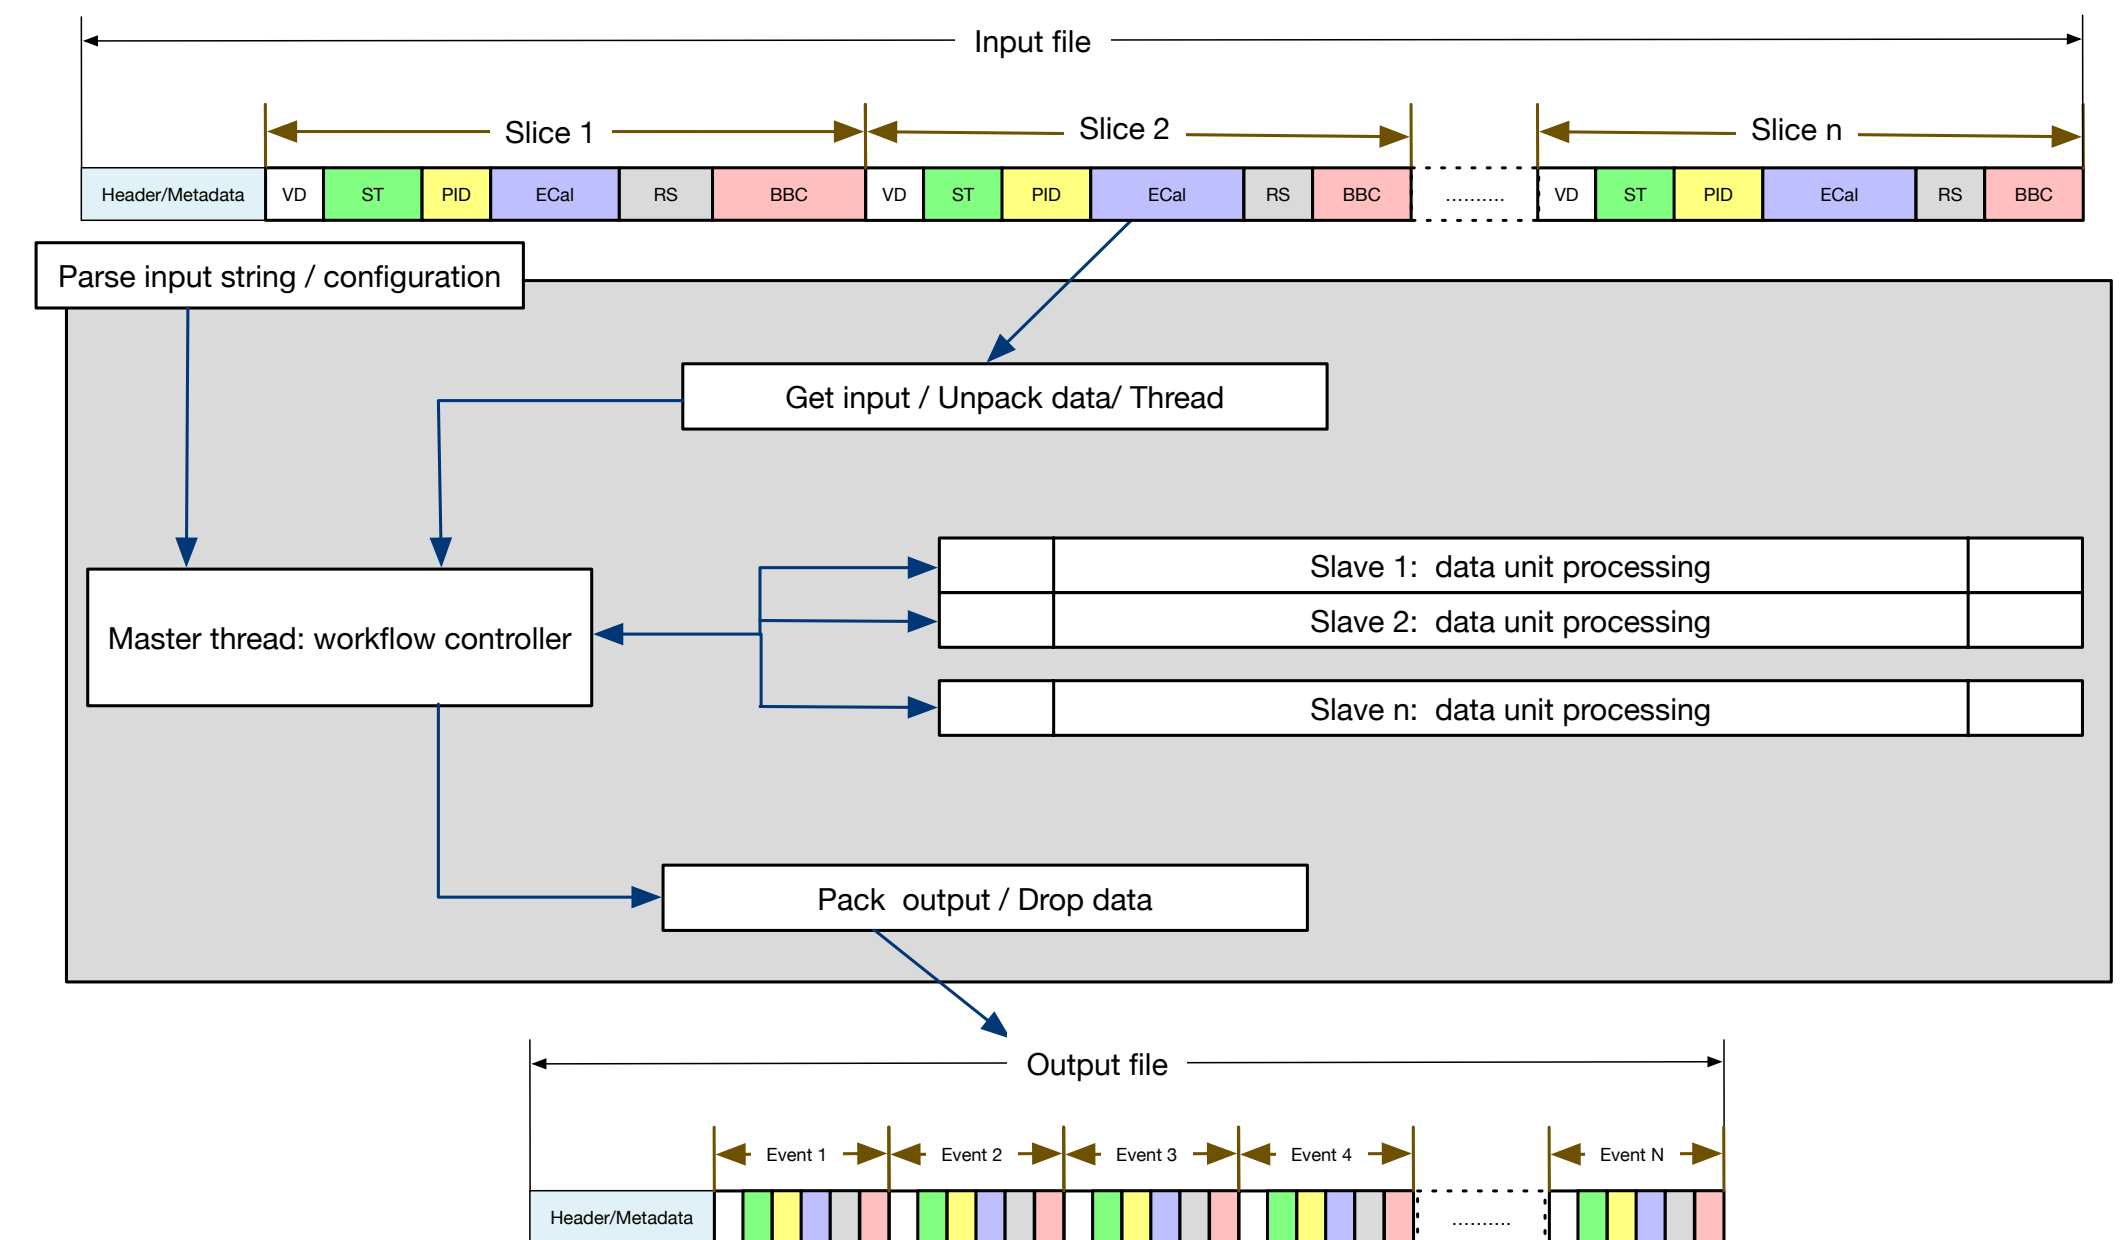 Input file
Slice 1
Slice 2
Slice n
Header/Metadata VD ST PID ECal RS BBC VD ST PID ECal RS BBC .......... VD ST PID ECal RS BBC
Parse input string / configuration
Get input / Unpack data/ Thread
Slave 1: data unit processing
Slave 2: data unit processing
Master thread: workflow controller
Slave n: data unit processing
Pack output / Drop data
Output file
Event 1 Event 2 Event 3 Event 4 Event N
Header/Metadata ..........